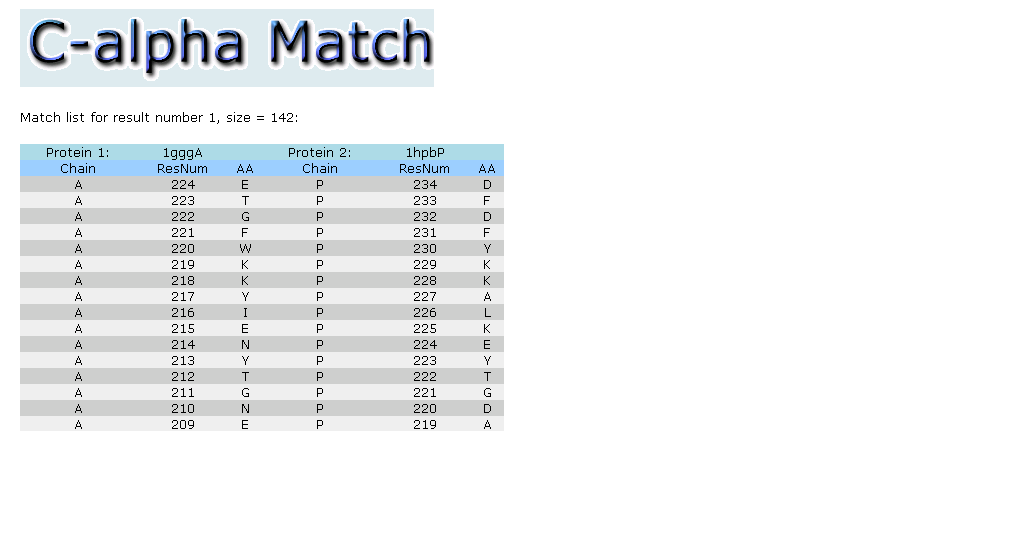 C-alpha Match
Match list for result number 1, size = 142:
Protein 1: 1gggA Protein 2: 1hpbP
Chain ResNum AA Chain ResNum AA
A 224 E P 234 D
A 223 T P 233 F
A 222 G P 232 D
A 221 F P 231 F
A 220 W P 230 Y
A 219 K P 229 K
A 218 K P 228 K
A 217 Y P 227 A
A 216 I P 226 L
A 215 E P 225 K
A 214 N P 224 E
A 213 Y P 223 Y
A 212 T P 222 T
A 211 G P 221 G
A 210 N P 220 D
A 209 E P 219 A